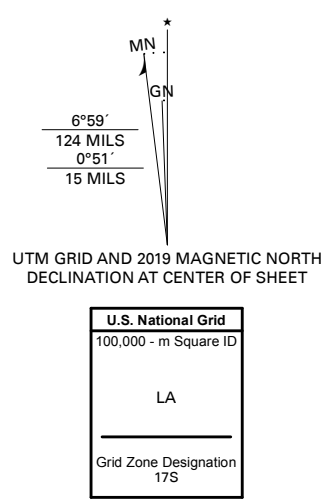 ★
MN
GN
6°59´
124 MILS
0°51´
15 MILS
UTM GRID AND 2019 MAGNETIC NORTH
DECLINATION AT CENTER OF SHEET
U.S. National Grid
100,000 - m Square ID
LA
Grid Zone Designation
17S